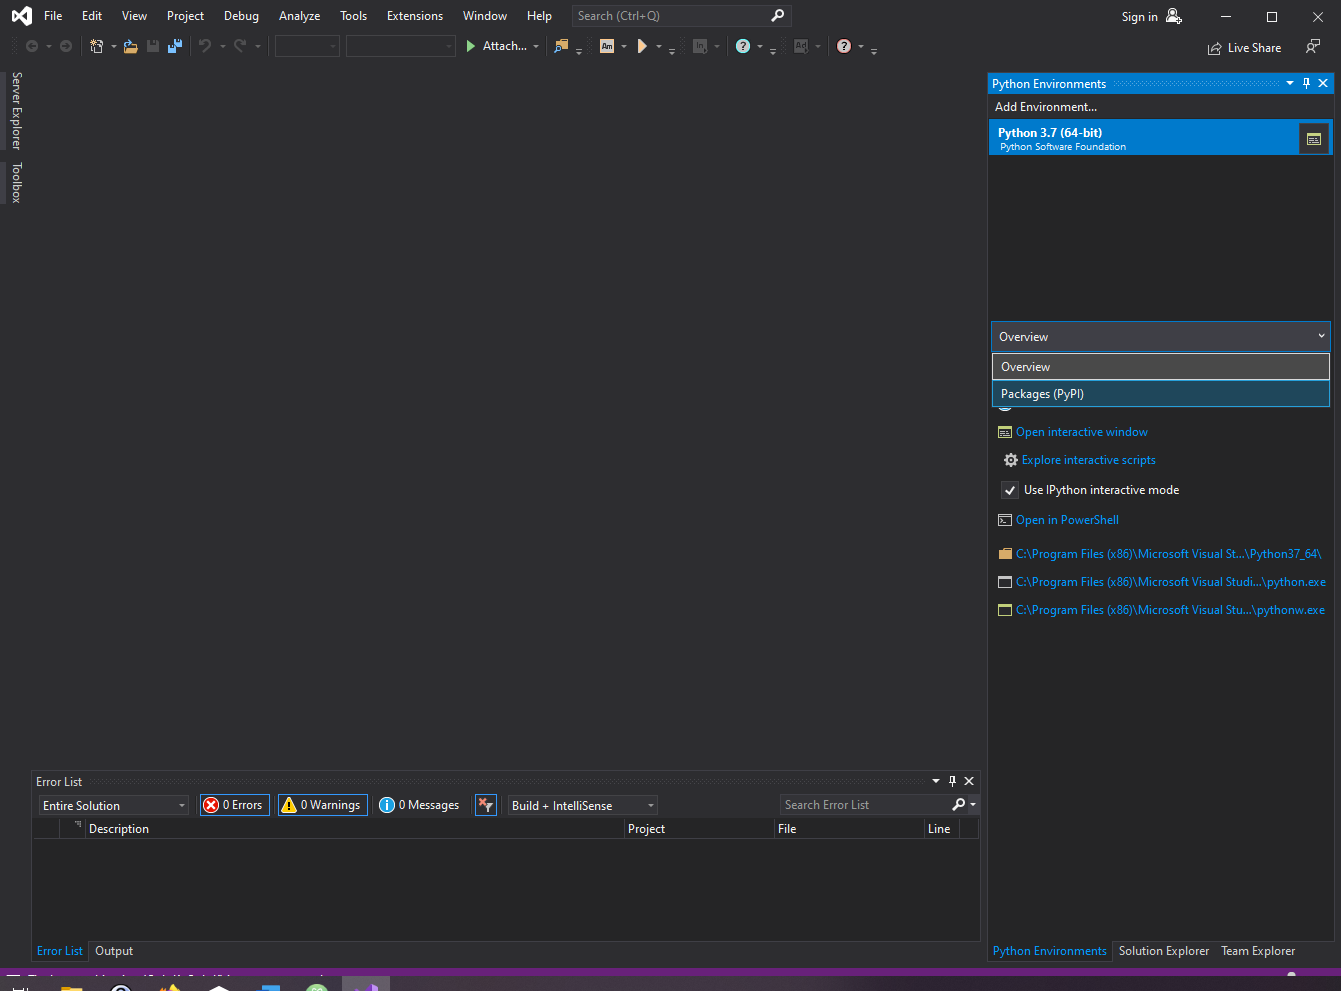 File Edit View Project Debug Analyze Tools Extensions Window Help Search (Ctrl+Q) Sign in
Attach... Live Share
Server Explorer
Toolbox
Python Environments
Add Environment...
Python 3.7 (64-bit)
Python Software Foundation
Overview
Overview
Packages (PyPI)
Open interactive window
Explore interactive scripts
Use IPython interactive mode
Open in PowerShell
C:\Program Files (x86)\Microsoft Visual St...\Python37_64\
C:\Program Files (x86)\Microsoft Visual Studi...\python.exe
C:\Program Files (x86)\Microsoft Visual Stu...\pythonw.exe
Error List
Entire Solution 0 Errors 0 Warnings 0 Messages Build + IntelliSense Search Error List
Description Project File Line
Error List Output
Python Environments Solution Explorer Team Explorer